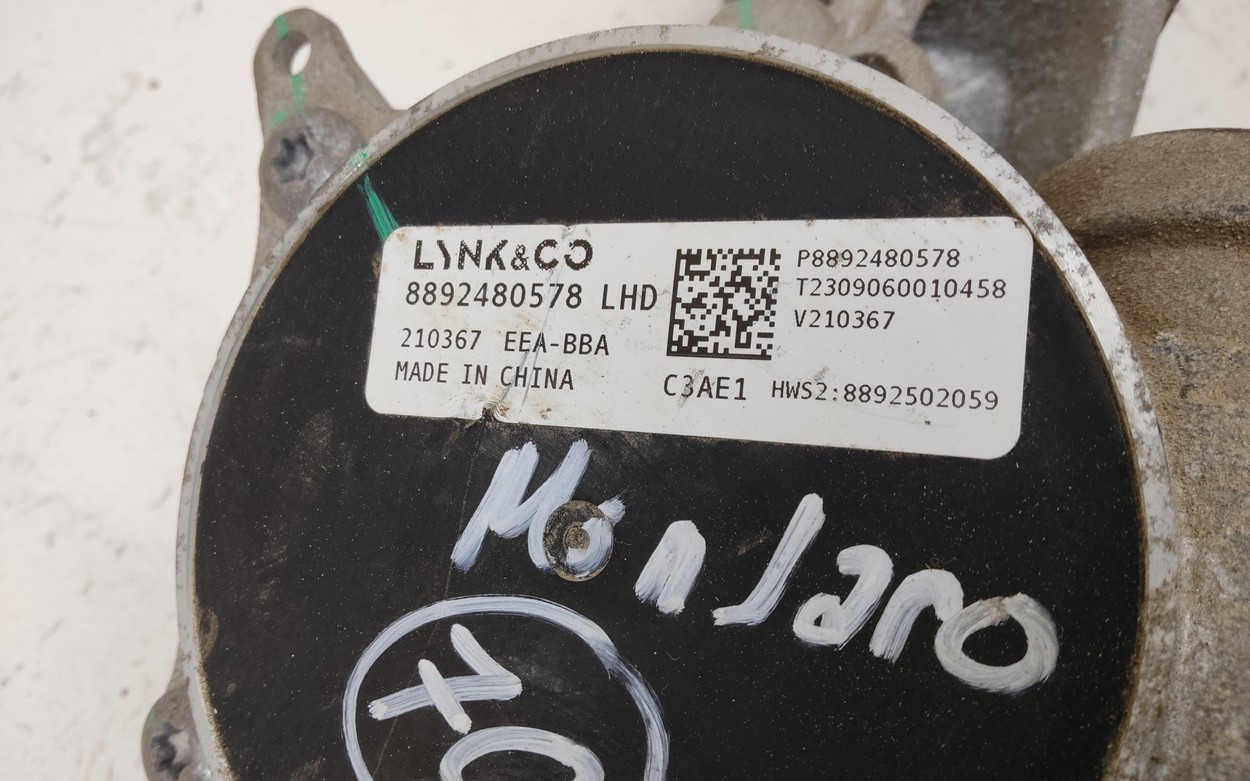 LYNK&CO
8892480578 LHD
210367 EEA-BBA
MADE IN CHINA
P8892480578
T2309060010458
V210367
C3AE1 HWS2:8892502059
MonJaro